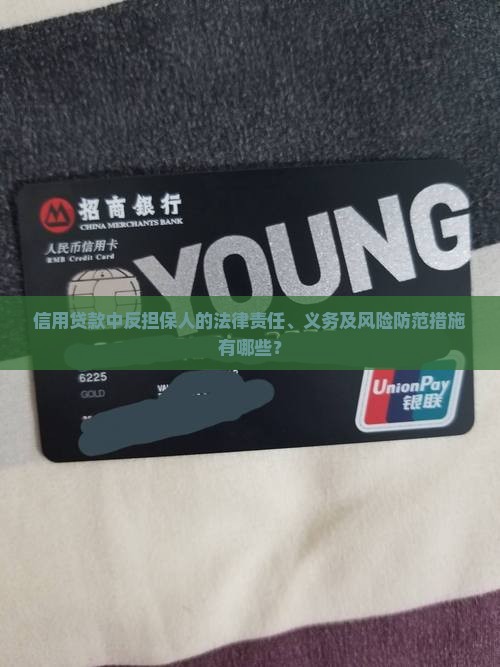 招商银行
CHINA MERCHANTS BANK
人民币信用卡
RMB Credit Card
YOUNG
信用贷款中反担保人的法律责任、义务及风险防范措施
有哪些？
6225
GOLD
UnionPay
银联